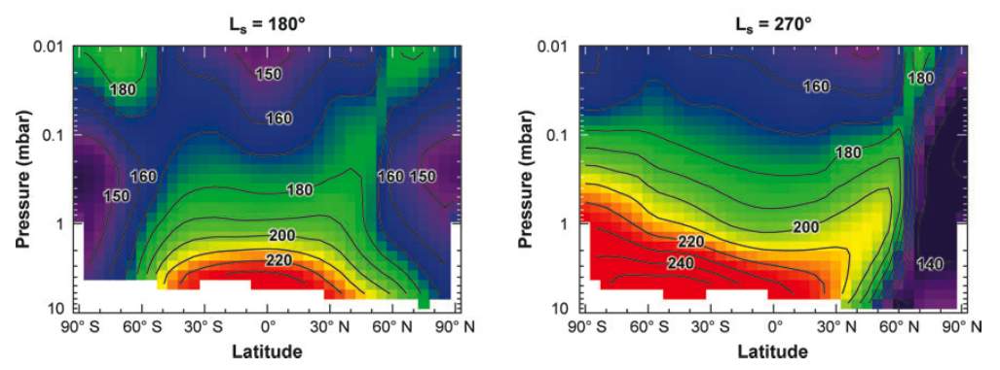 Lₛ = 180°
0.01
0.1
1
10
Pressure (mbar)
180
150
160
160
150
180
160
150
200
220
90° S
60° S
30° S
0°
30° N
60° N
90° N
Latitude
Lₛ = 270°
0.01
0.1
1
10
Pressure (mbar)
180
160
180
200
220
240
140
90° S
60° S
30° S
0°
30° N
60° N
90° N
Latitude